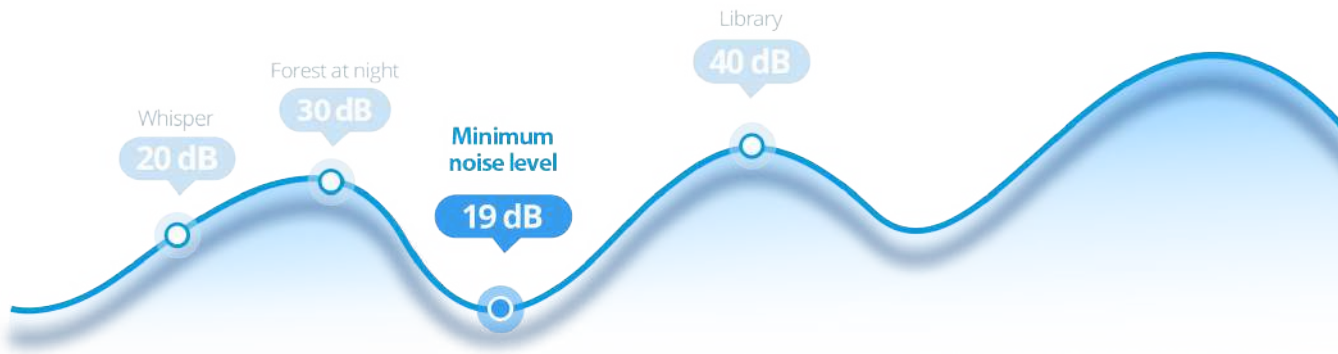 Whisper
20 dB
Forest at night
30 dB
Minimum
noise level
19 dB
Library
40 dB